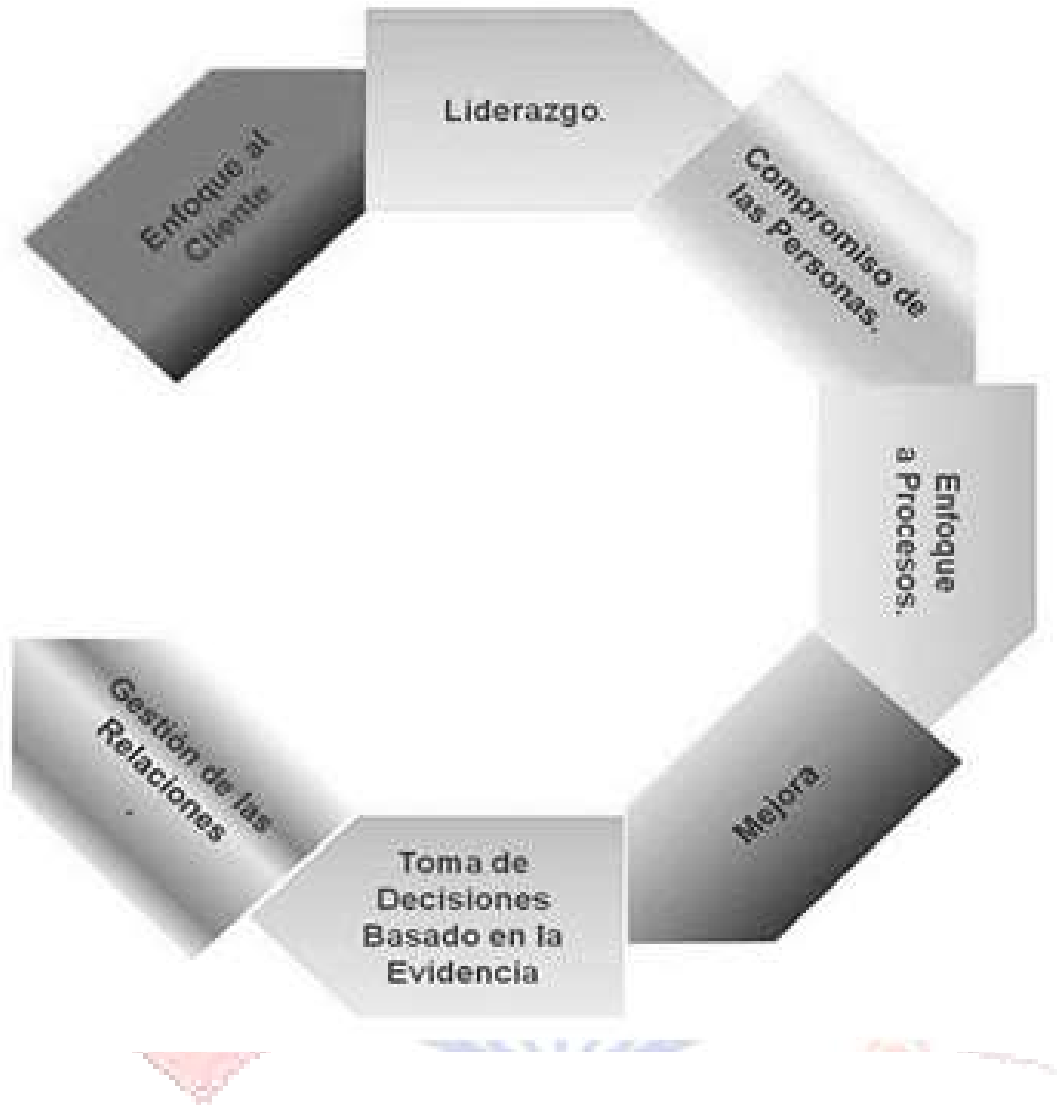 Enfoque al
Cliente
Liderazgo.
Compromiso de
las Personas.
Enfoque
a Procesos.
Mejora
Toma de
Decisiones
Basado en la
Evidencia
Gestión de las
Relaciones
.